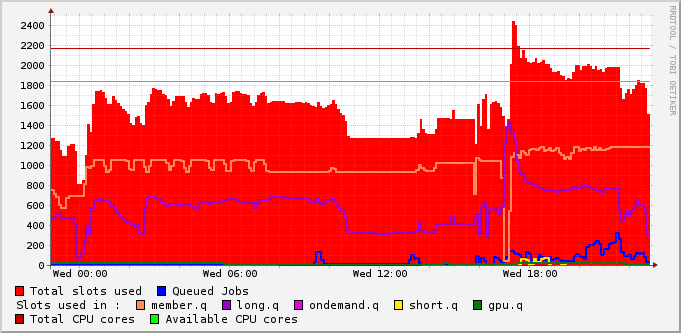 2400
2200
2000
1800
1600
1400
1200
1000
800
600
400
200
0
Wed 00:00 Wed 06:00 Wed 12:00 Wed 18:00
RRDTOOL / TOBI OETIKER
Total slots used Queued Jobs
Slots used in : member.q long.q ondemand.q short.q gpu.q
Total CPU cores Available CPU cores